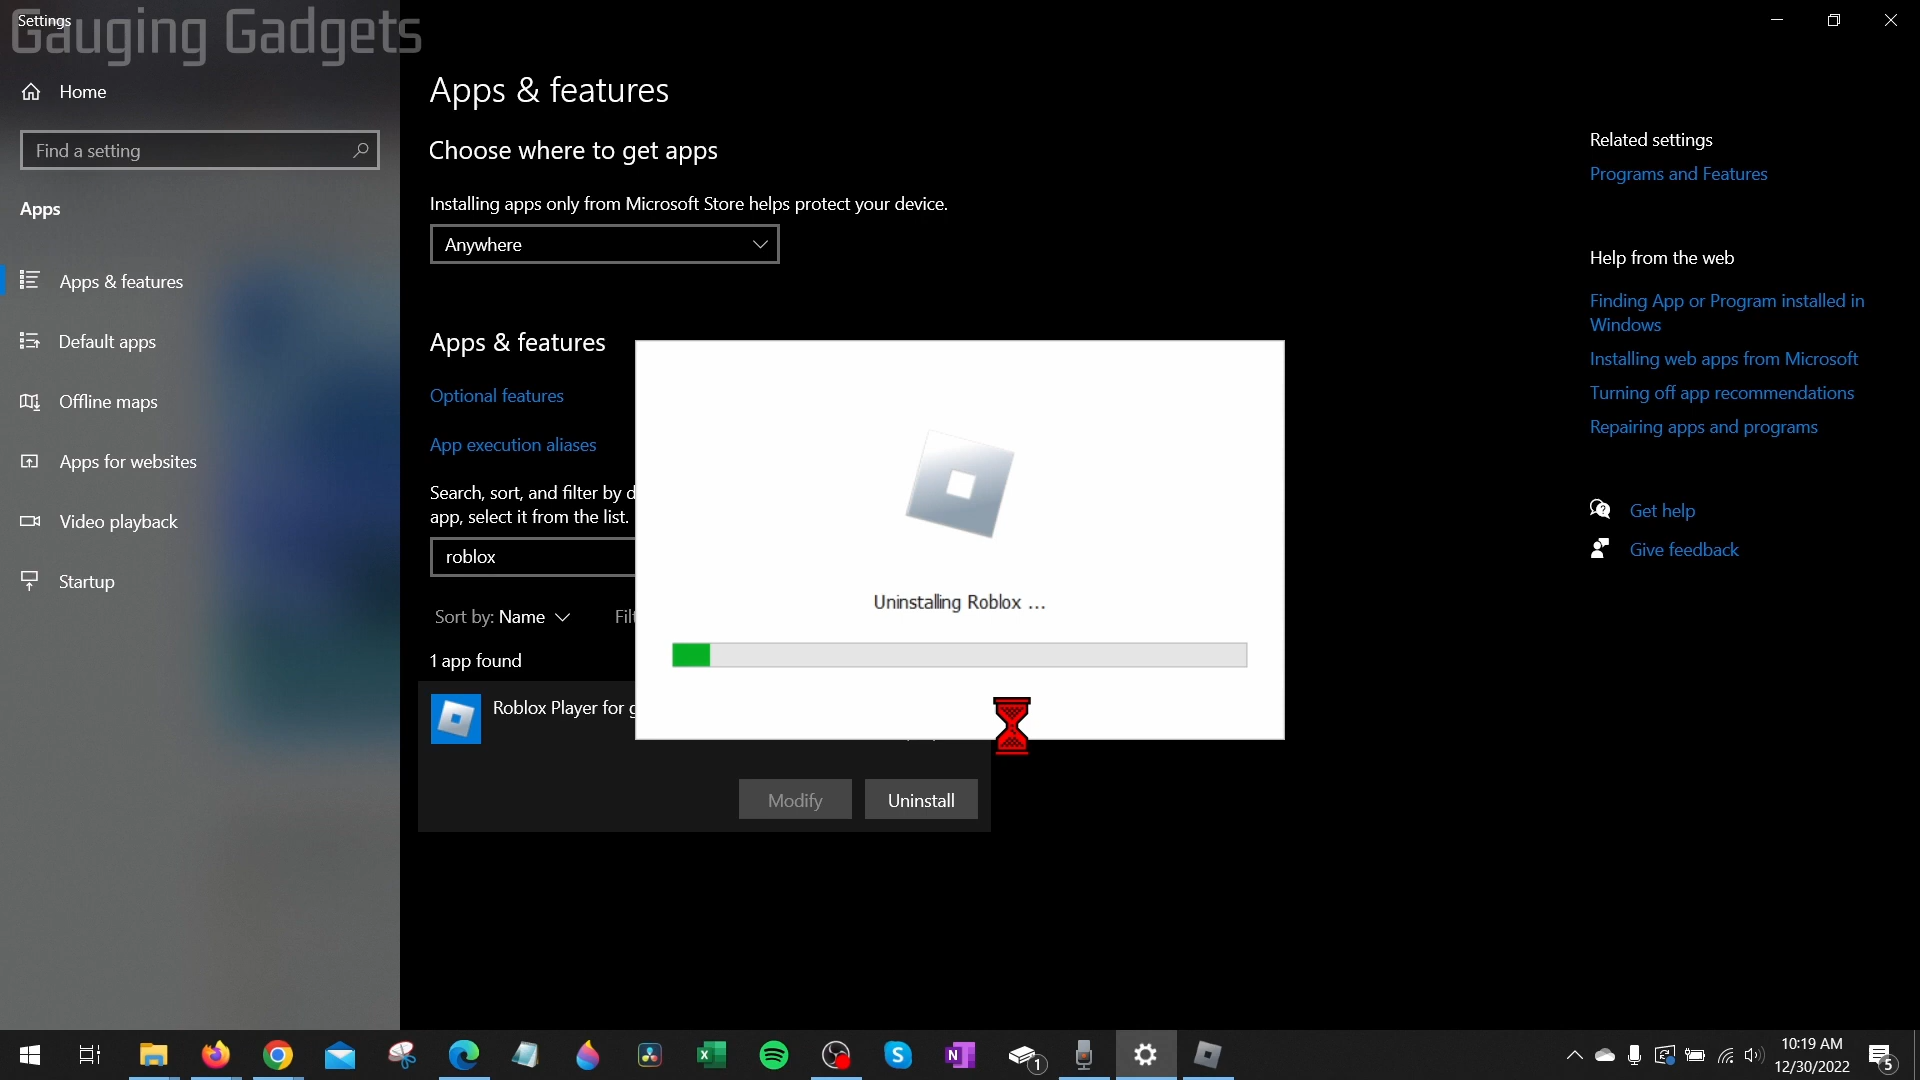 Settings
Gauging Gadgets
Home
Find a setting
Apps
Apps & features
Default apps
Offline maps
Apps for websites
Video playback
Startup
Apps & features
Choose where to get apps
Installing apps only from Microsoft Store helps protect your device.
Anywhere
Apps & features
Optional features
App execution aliases
Search, sort, and filter by d
app, select it from the list.
roblox
Sort by: Name
Filt
1 app found
Roblox Player for g
Modify
Uninstall
Uninstalling Roblox ...
Related settings
Programs and Features
Help from the web
Finding App or Program installed in
Windows
Installing web apps from Microsoft
Turning off app recommendations
Repairing apps and programs
Get help
Give feedback
1
10:19 AM
12/30/2022
5